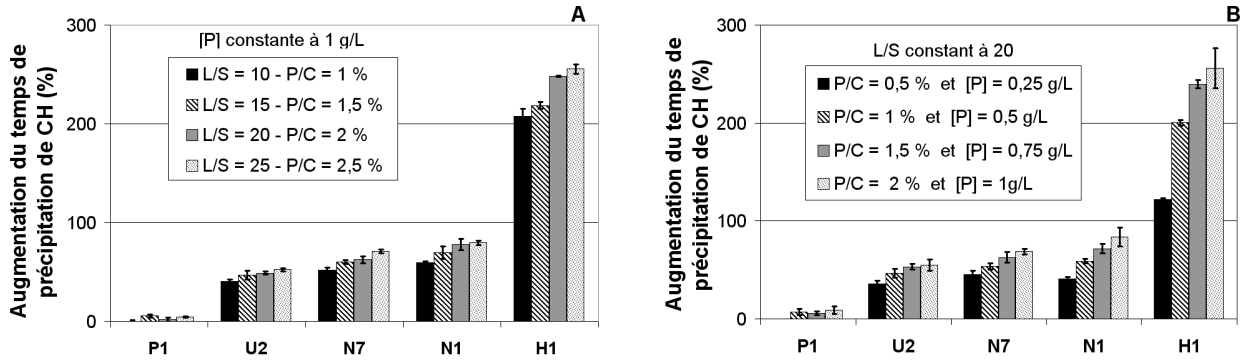 A
Augmentation du temps de
précipitation de CH (%)
300
200
100
0
[P] constante à 1 g/L
L/S = 10 - P/C = 1 %
L/S = 15 - P/C = 1,5 %
L/S = 20 - P/C = 2 %
L/S = 25 - P/C = 2,5 %
P1 U2 N7 N1 H1
B
Augmentation du temps de
précipitation de CH (%)
300
200
100
0
L/S constant à 20
P/C = 0,5 % et [P] = 0,25 g/L
P/C = 1 % et [P] = 0,5 g/L
P/C = 1,5 % et [P] = 0,75 g/L
P/C = 2 % et [P] = 1g/L
P1 U2 N7 N1 H1